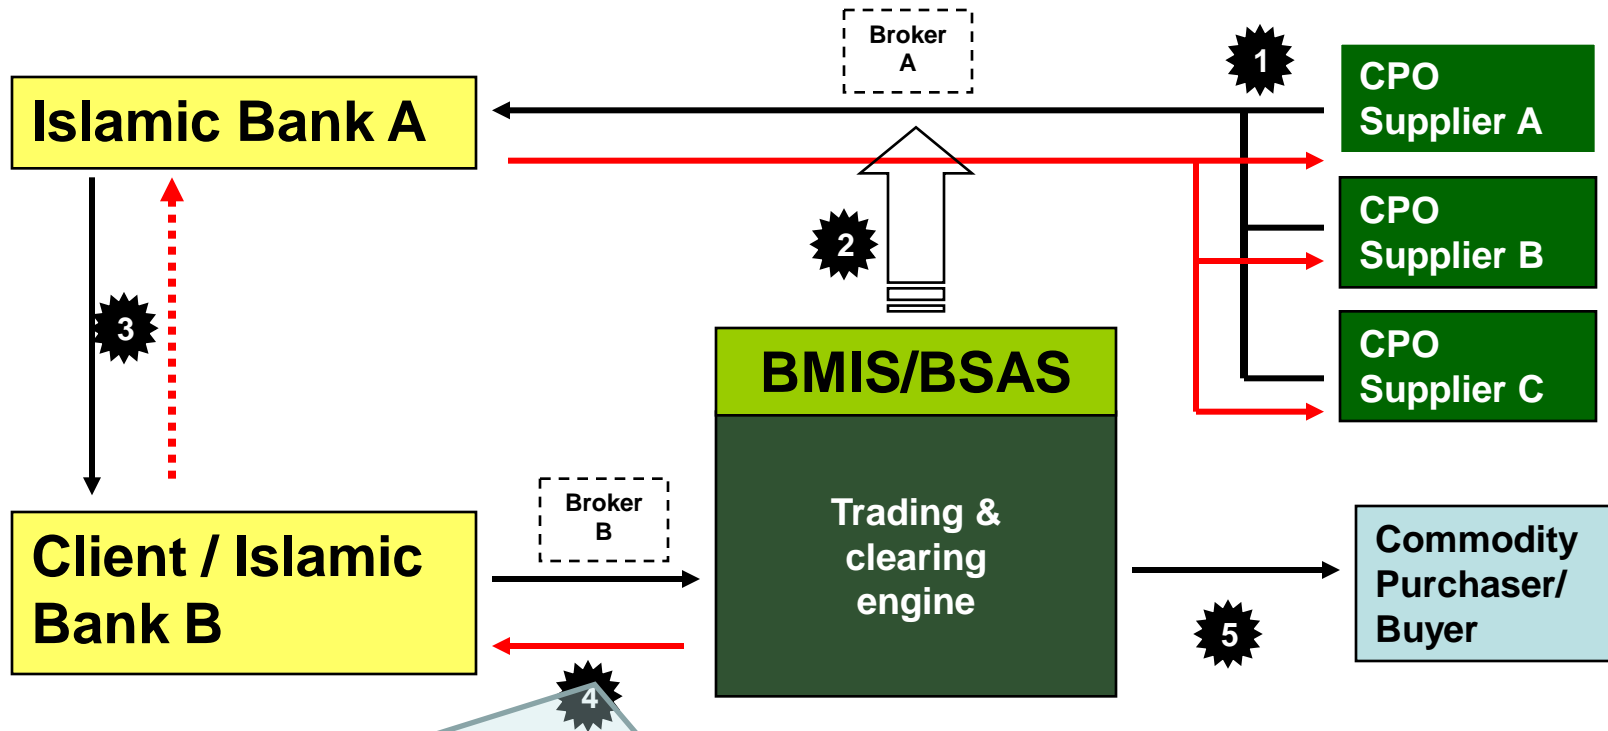 Broker
A
1
CPO
Supplier A
Islamic Bank A
CPO
Supplier B
2
3
CPO
Supplier C
BMIS/BSAS
Trading &
clearing
engine
Broker
B
Client / Islamic
Bank B
Commodity
Purchaser/
Buyer
5
4